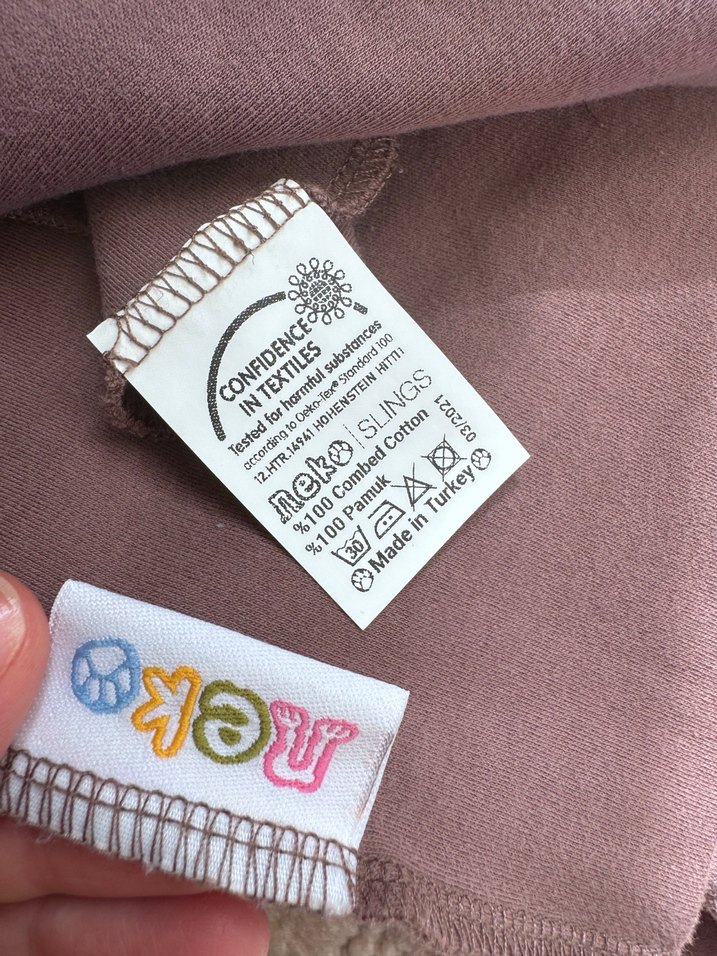 CONFIDENCE
IN TEXTILES
Tested for harmful substances
according to Oeko-Tex® Standard 100
12.HTR.14941 HOHENSTEIN HTTI
neko | SLINGS
%100 Combed Cotton
%100 Pamuk
03/2021
30
Made in Turkey
neko